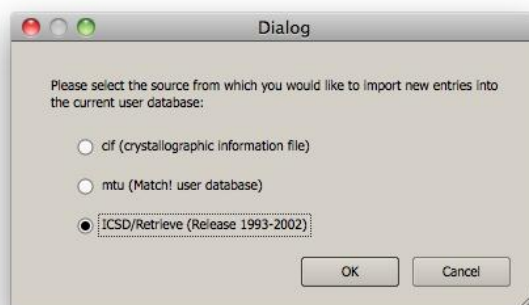 Dialog
Please select the source from which you would like to import new entries into
the current user database:
cif (crystallographic information file)
mtu (Match! user database)
ICSD/Retrieve (Release 1993-2002)
OK Cancel